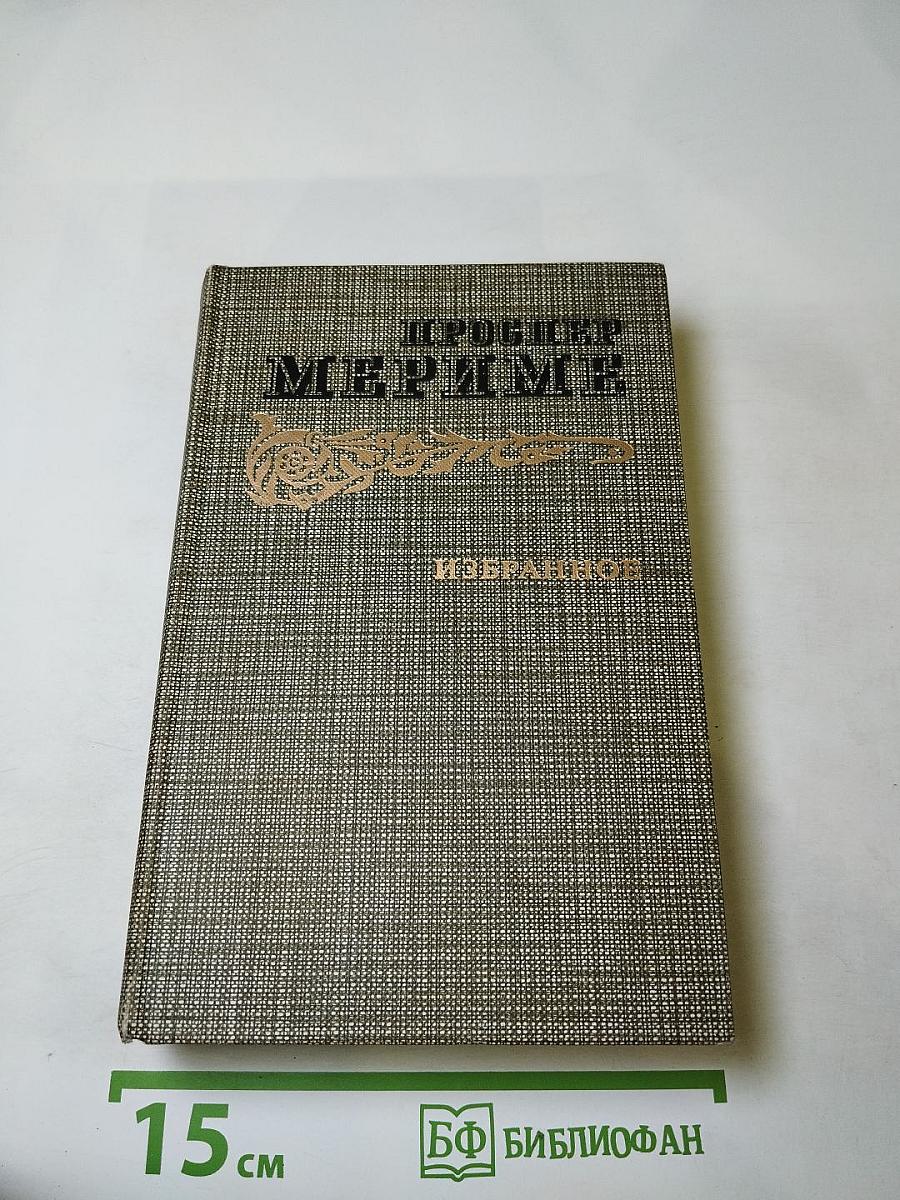 ПРОСПЕР
МЕРИМЕ
ИЗБРАННОЕ
15 см
БФ БИБЛИОФАН